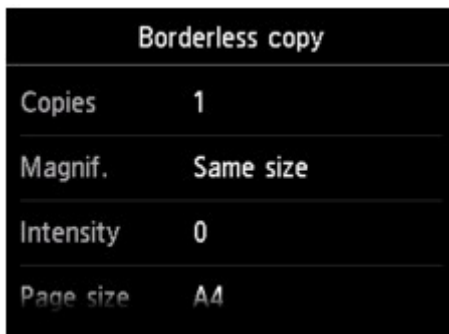 Borderless copy
Copies 1
Magnif. Same size
Intensity 0
Page size A4